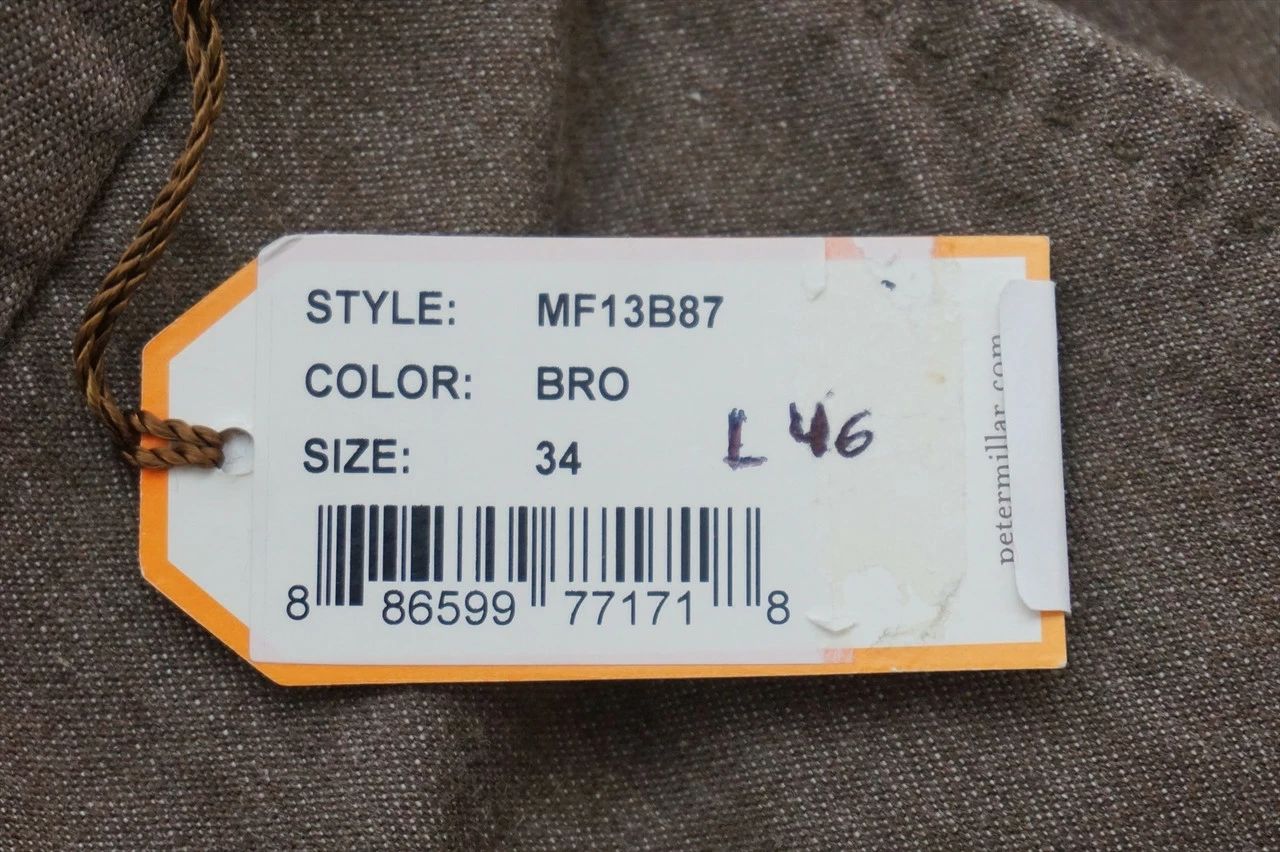 STYLE: MF13B87
COLOR: BRO
SIZE: 34
L 46
8 86599 77171 8
petermillar.com